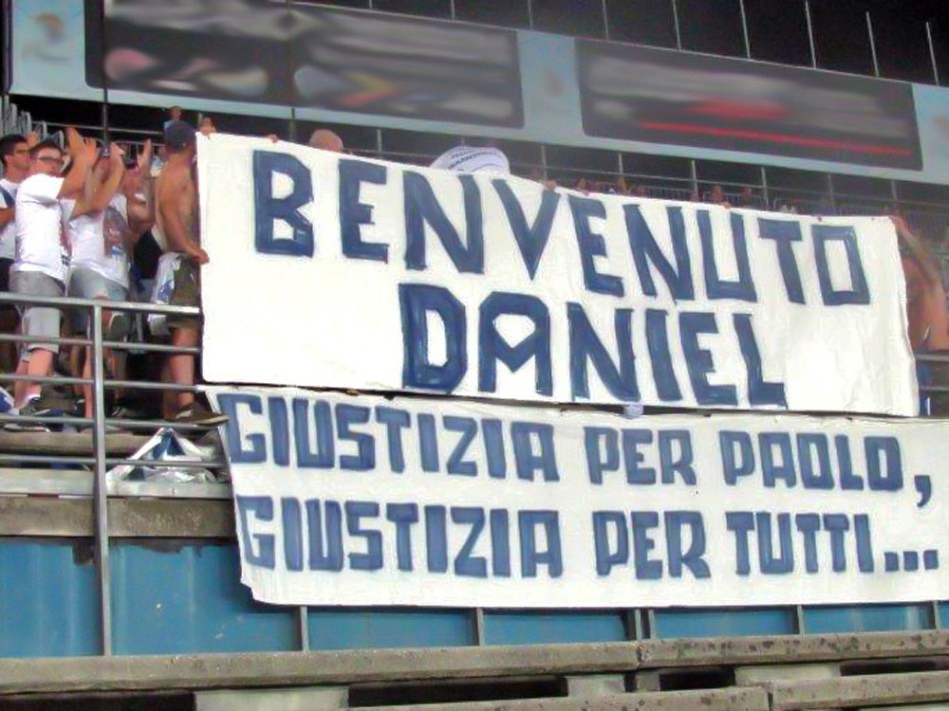 BENVENUTO
DANIEL
GIUSTIZIA PER PAOLO,
GIUSTIZIA PER TUTTI...